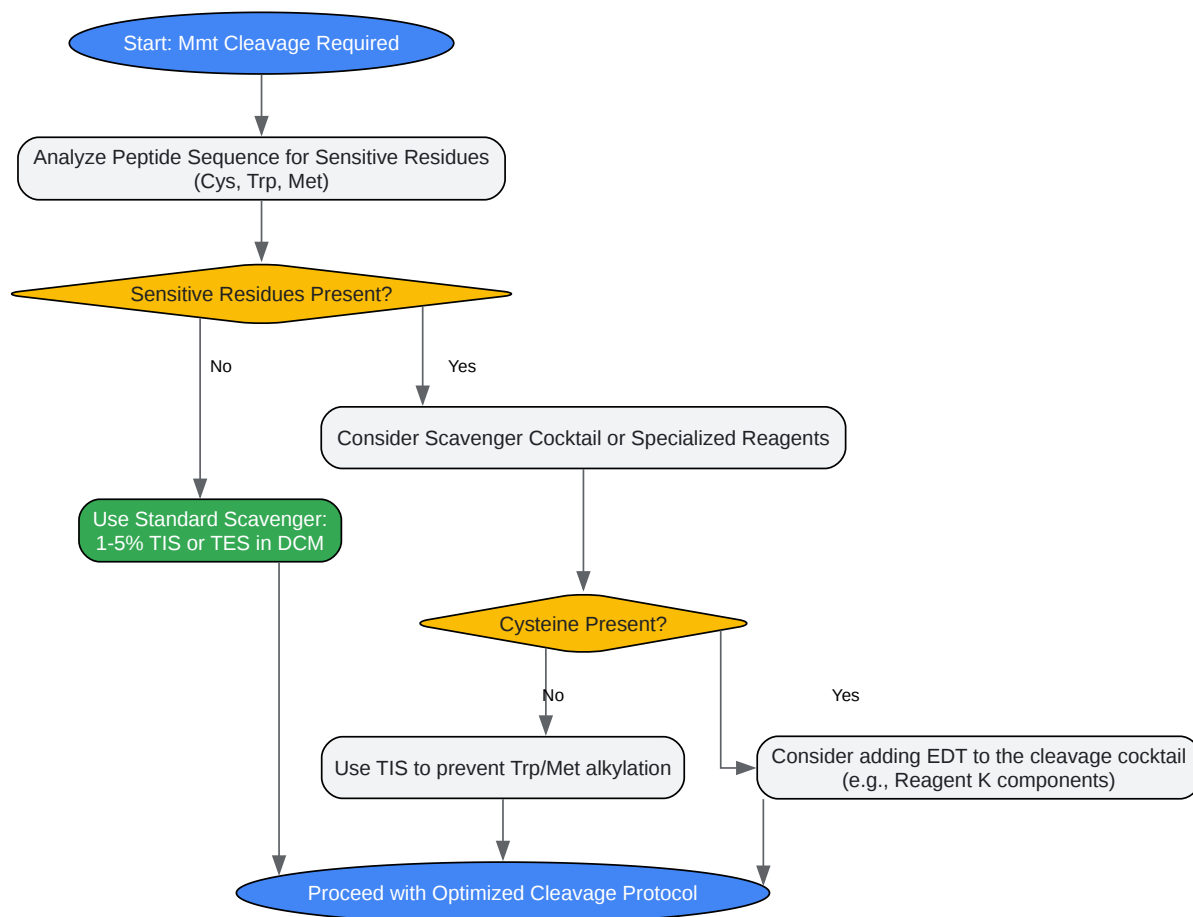 Start: Mmt Cleavage Required
Analyze Peptide Sequence for Sensitive Residues
(Cys, Trp, Met)
Sensitive Residues Present?
No
Yes
Consider Scavenger Cocktail or Specialized Reagents
Use Standard Scavenger:
1-5% TIS or TES in DCM
Cysteine Present?
No
Yes
Use TIS to prevent Trp/Met alkylation
Consider adding EDT to the cleavage cocktail
(e.g., Reagent K components)
Proceed with Optimized Cleavage Protocol